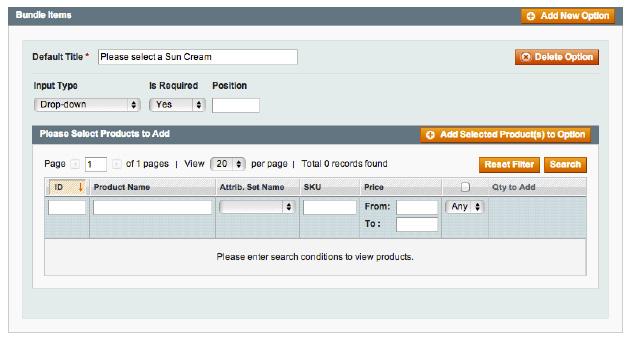 Bundle Items
Add New Option
Default Title * Please select a Sun Cream
Delete Option
Input Type Is Required Position
Drop-down Yes
Please Select Products to Add
Add Selected Product(s) to Option
Page 1 of 1 pages | View 20 per page | Total 0 records found
Reset Filter Search
ID Product Name Attrib. Set Name SKU Price Qty to Add
From: Any
To :
Please enter search conditions to view products.